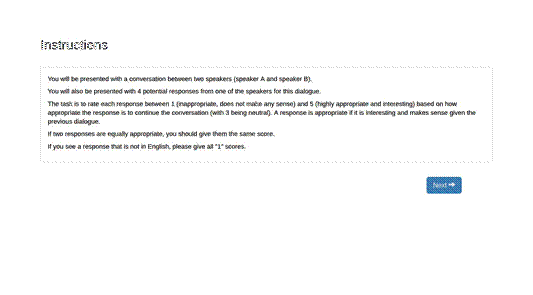 Instructions
You will be presented with a conversation between two speakers (speaker A and speaker B).
You will also be presented with 4 potential responses from one of the speakers for this dialogue.
The task is to rate each response between 1 (inappropriate, does not make any sense) and 5 (highly appropriate and interesting) based on how
appropriate the response is to continue the conversation (with 3 being neutral). A response is appropriate if it is interesting and makes sense given the
previous dialogue.
If two responses are equally appropriate, you should give them the same score.
If you see a response that is not in English, please give all "1" scores.
Next